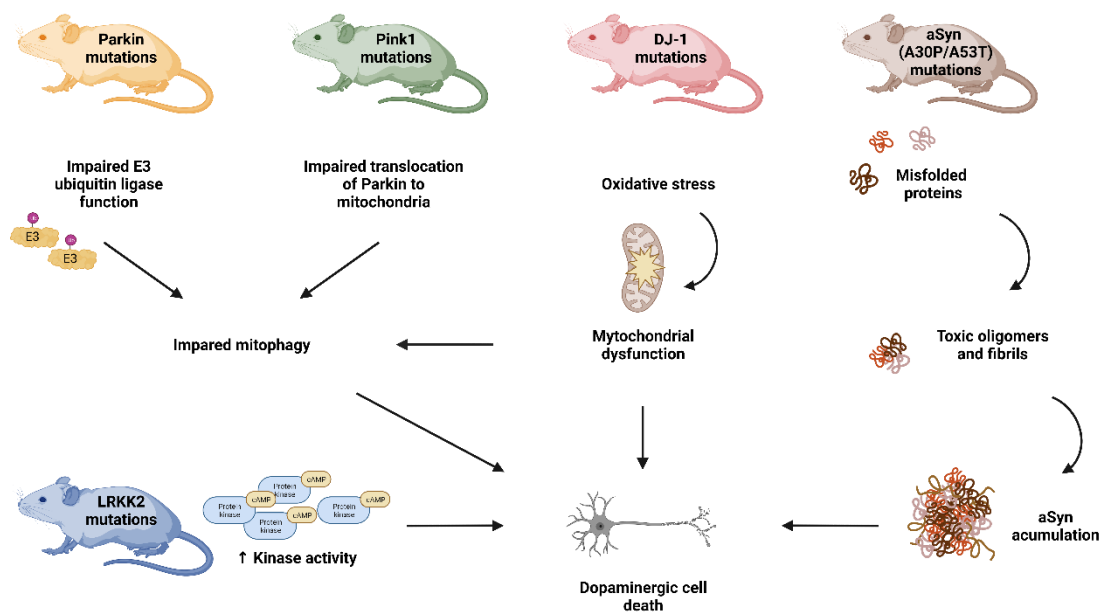 Parkin
mutations
Pink1
mutations
DJ-1
mutations
aSyn
(A30P/A53T)
mutations
Impaired E3
ubiquitin ligase
function
Impaired translocation
of Parkin to
mitochondria
Oxidative stress
Misfolded
proteins
E3
E3
Impared mitophagy
Mytochondrial
dysfunction
Toxic oligomers
and fibrils
LRKK2
mutations
Protein
kinase
cAMP
Protein
kinase
cAMP
Protein
kinase
cAMP
Protein
kinase
cAMP
↑ Kinase activity
aSyn
acumulation
Dopaminergic cell
death